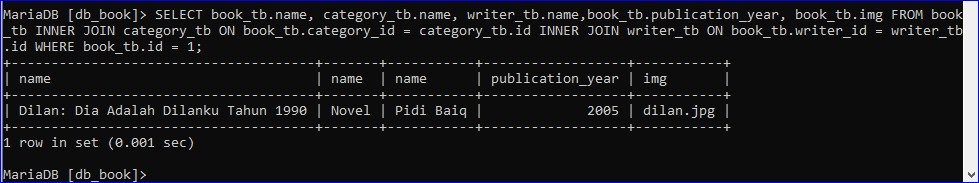 MariaDB [db_book]> SELECT book_tb.name, category_tb.name, writer_tb.name,book_tb.publication_year, book_tb.img FROM book
_tb INNER JOIN category_tb ON book_tb.category_id = category_tb.id INNER JOIN writer_tb ON book_tb.writer_id = writer_tb
.id WHERE book_tb.id = 1;
+------------------------------------+-------+-----------+------------------+-----------+
| name                               | name  | name      | publication_year | img       |
+------------------------------------+-------+-----------+------------------+-----------+
| Dilan: Dia Adalah Dilanku Tahun 1990 | Novel | Pidi Baiq |             2005 | dilan.jpg |
+------------------------------------+-------+-----------+------------------+-----------+
1 row in set (0.001 sec)
MariaDB [db_book]>